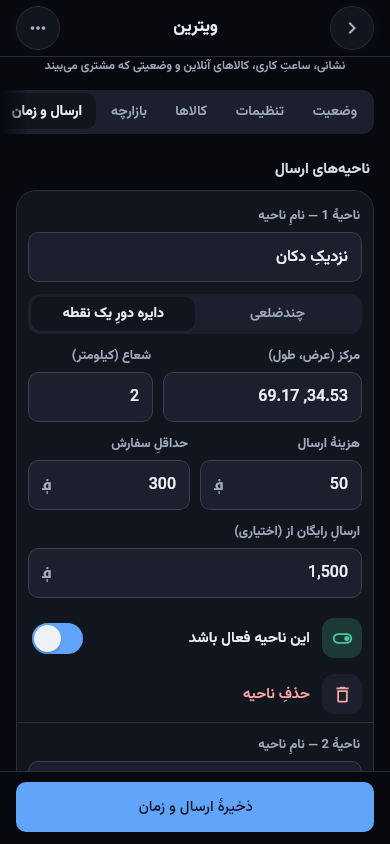 ویترین
نشانی، ساعتِ کاری، کالاهای آنلاین و وضعیتی که مشتری می‌بیند
وضعیت
تنظیمات
کالاها
بازارچه
ارسال و زمان
ناحیه‌های ارسال
ناحیهٔ 1 — نامِ ناحیه
نزدیکِ دکان
چندضلعی
دایره دورِ یک نقطه
مرکز (عرض، طول)
شعاع (کیلومتر)
34.53, 69.17
2
هزینهٔ ارسال
حداقلِ سفارش
50 ؋
300 ؋
ارسالِ رایگان از (اختیاری)
1,500 ؋
این ناحیه فعال باشد
حذفِ ناحیه
ناحیهٔ 2 — نامِ ناحیه
ذخیرهٔ ارسال و زمان